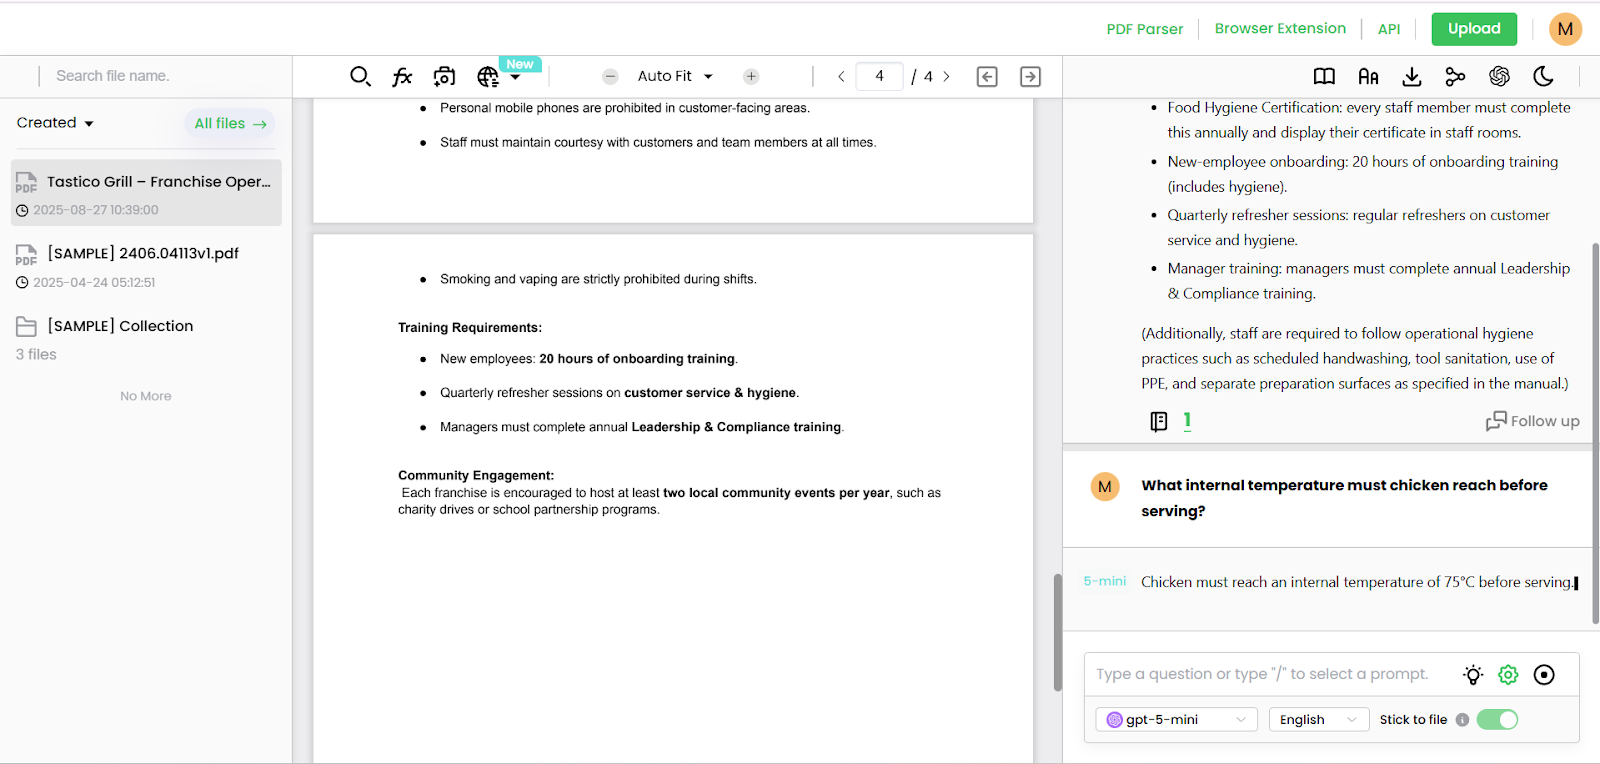 PDF Parser
Browser Extension
API
Upload
M
Search file name.
New
Auto Fit
4 / 4
Created
All files →
PDF
Tastico Grill – Franchise Oper...
2025-08-27 10:39:00
PDF
[SAMPLE] 2406.04113v1.pdf
2025-04-24 05:12:51
[SAMPLE] Collection
3 files
No More
• Personal mobile phones are prohibited in customer-facing areas.
• Staff must maintain courtesy with customers and team members at all times.
• Smoking and vaping are strictly prohibited during shifts.
Training Requirements:
• New employees: 20 hours of onboarding training.
• Quarterly refresher sessions on customer service & hygiene.
• Managers must complete annual Leadership & Compliance training.
Community Engagement:
Each franchise is encouraged to host at least two local community events per year, such as
charity drives or school partnership programs.
• Food Hygiene Certification: every staff member must complete
this annually and display their certificate in staff rooms.
• New-employee onboarding: 20 hours of onboarding training
(includes hygiene).
• Quarterly refresher sessions: regular refreshers on customer
service and hygiene.
• Manager training: managers must complete annual Leadership
& Compliance training.
(Additionally, staff are required to follow operational hygiene
practices such as scheduled handwashing, tool sanitation, use of
PPE, and separate preparation surfaces as specified in the manual.)
1
Follow up
M
What internal temperature must chicken reach before
serving?
5-mini
Chicken must reach an internal temperature of 75°C before serving.
Type a question or type "/" to select a prompt.
gpt-5-mini
English
Stick to file